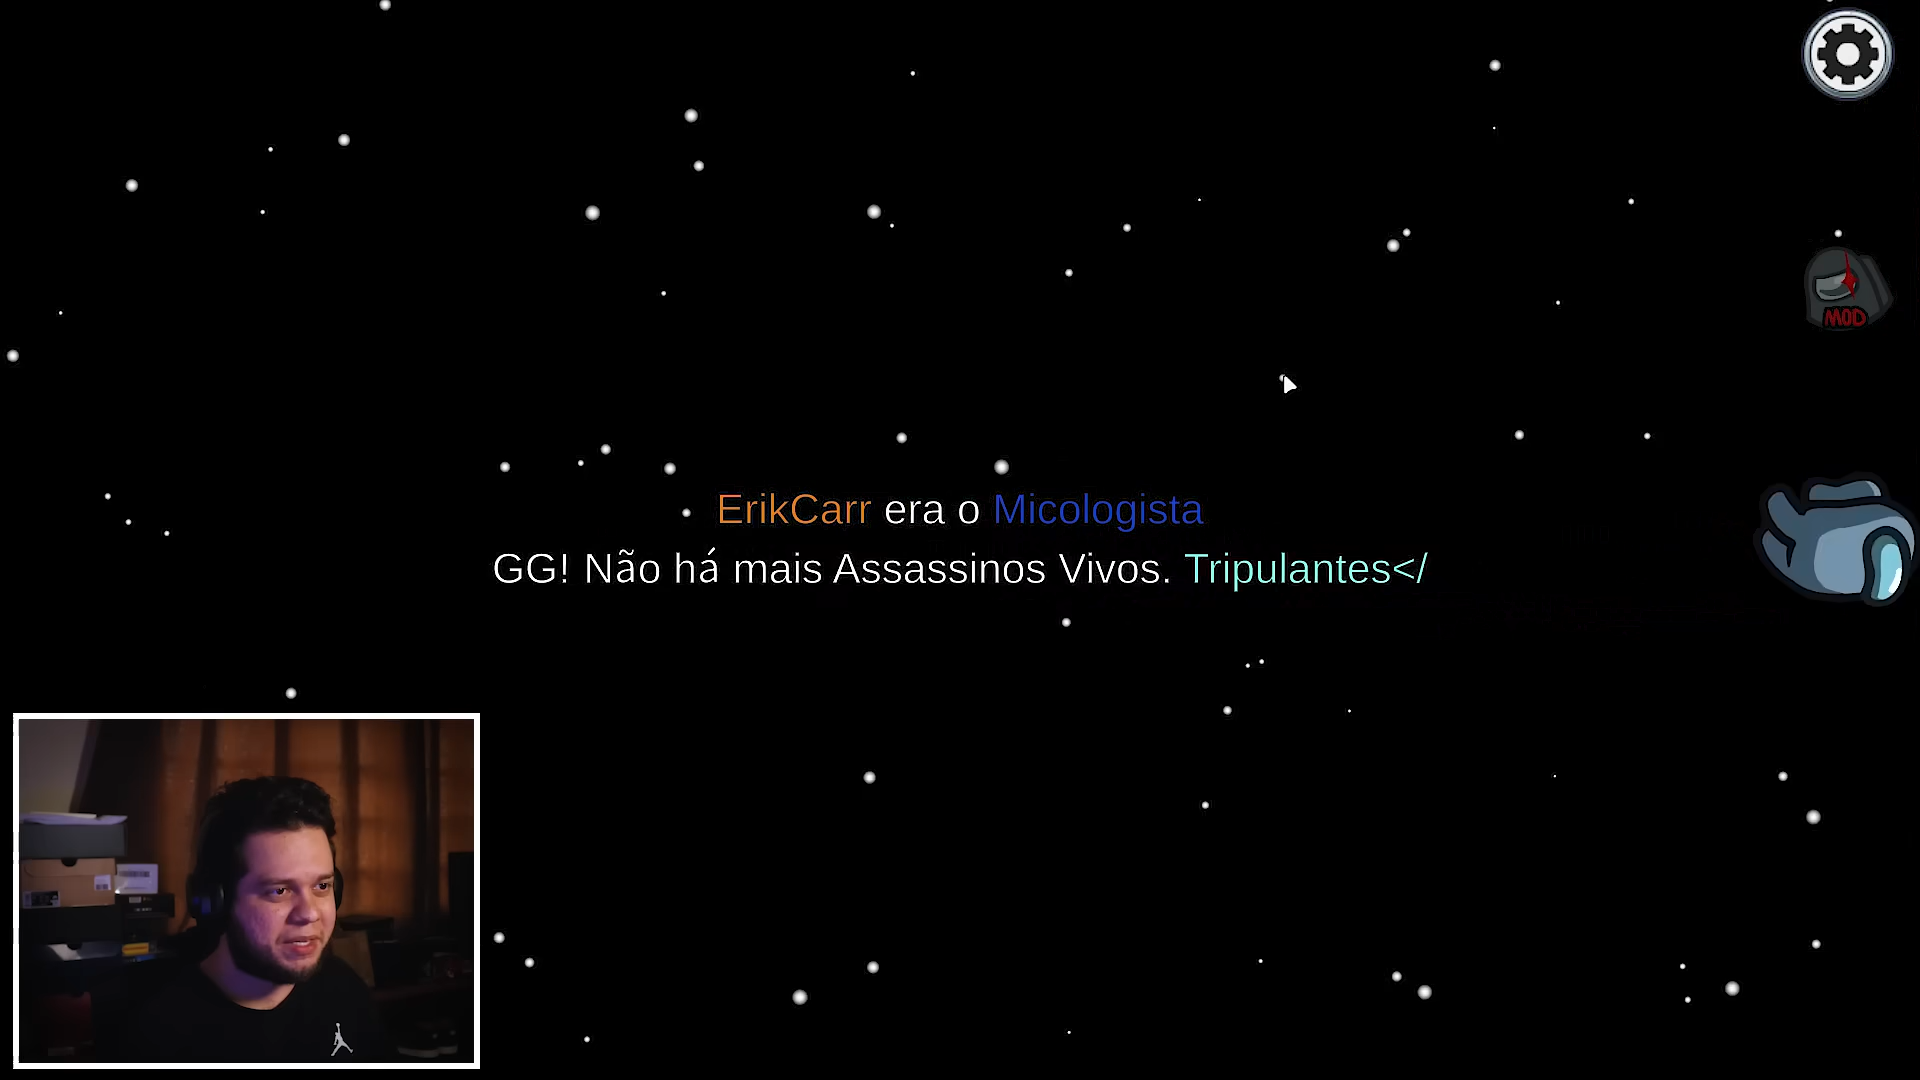 MOD
ErikCarr era o Micologista
GG! Não há mais Assassinos Vivos. Tripulantes</